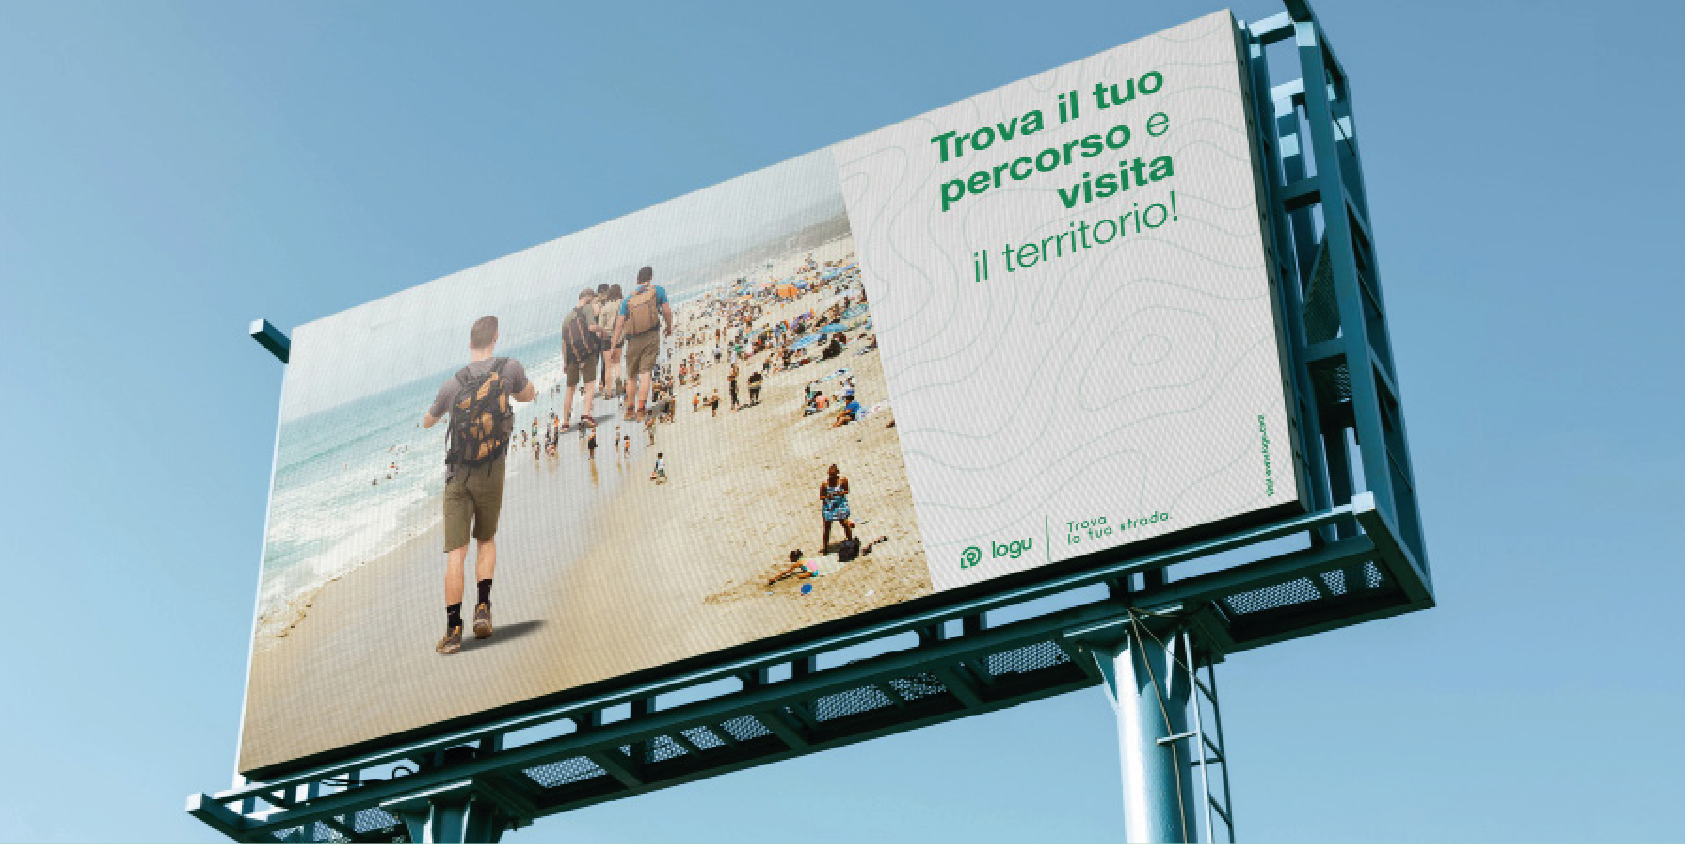 Trova il tuo
percorso e
visita
il territorio!
logu
Trova
la tua strada.